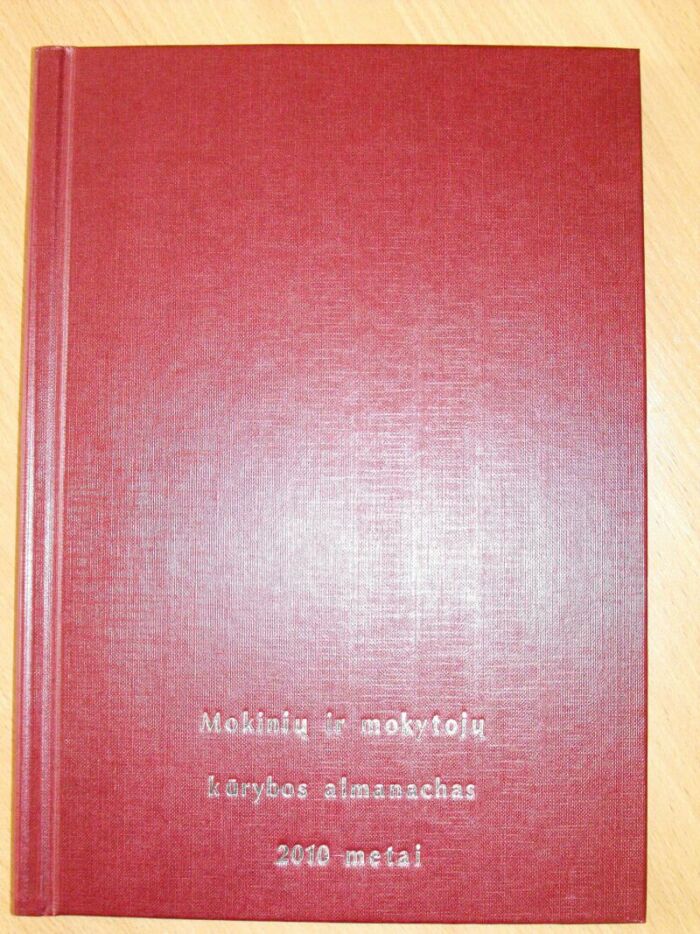 Mokinių ir mokytojų
kūrybos almanachas
2010 metai